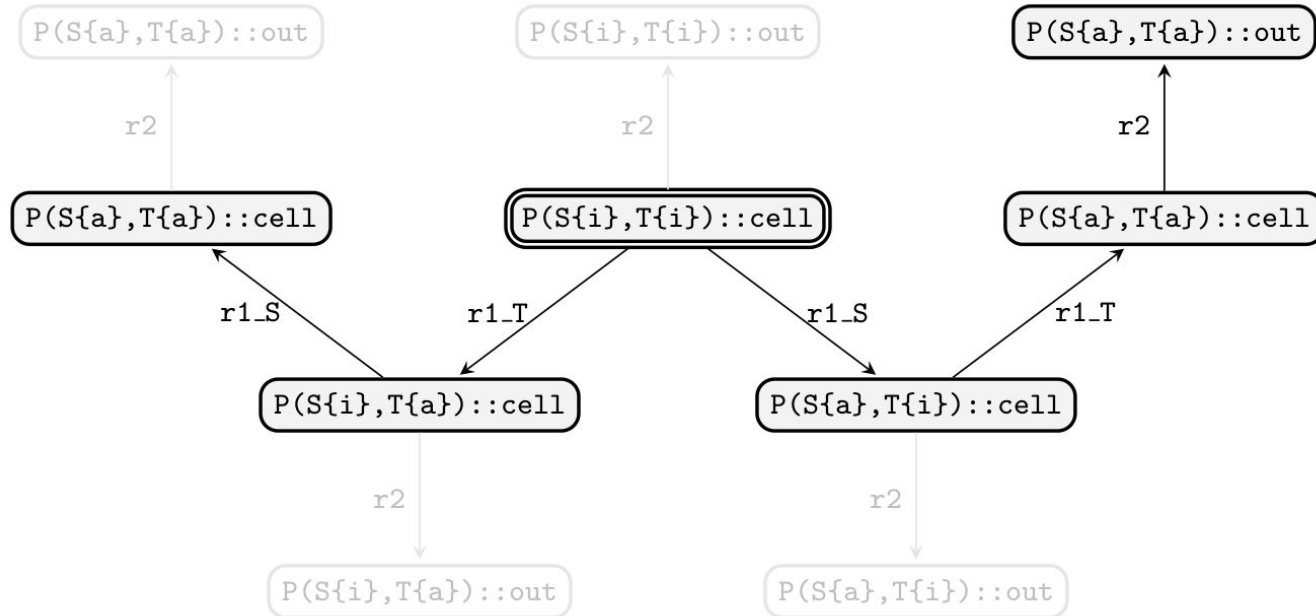 P(S{a},T{a})::out
P(S{i},T{i})::out
P(S{a},T{a})::out
r2
r2
r2
P(S{a},T{a})::cell
P(S{i},T{i})::cell
P(S{a},T{a})::cell
r1_S
r1_T
r1_S
r1_T
P(S{i},T{a})::cell
P(S{a},T{i})::cell
r2
r2
P(S{i},T{a})::out
P(S{a},T{i})::out